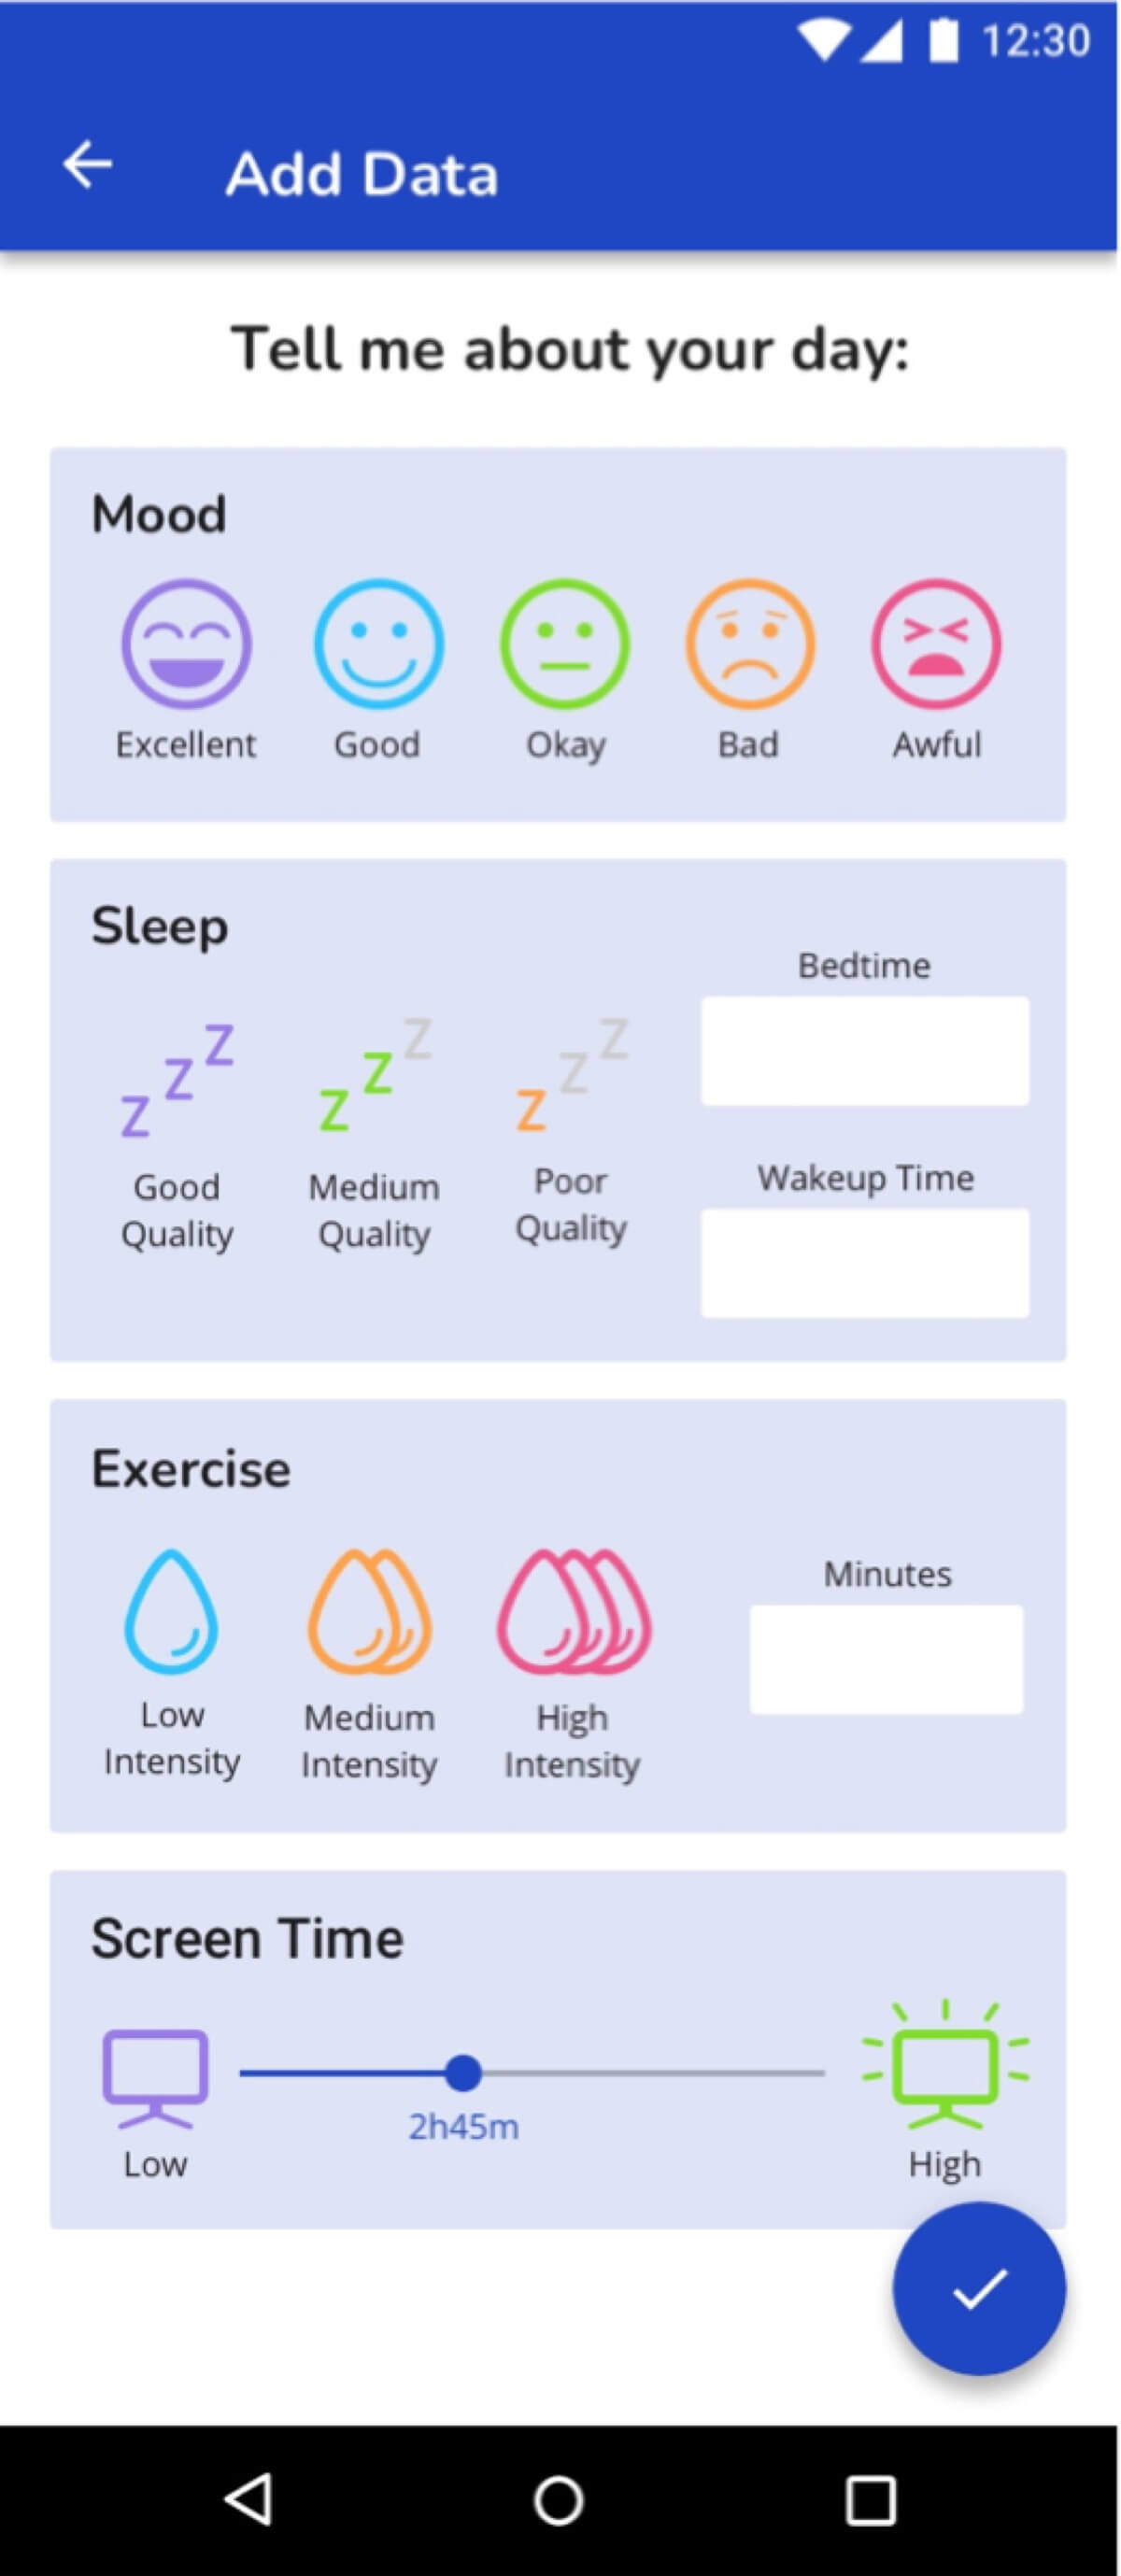 12:30
Add Data
Tell me about your day:
Mood
Excellent
Good
Okay
Bad
Awful
Sleep
z z z
Good
Quality
z z z
Medium
Quality
z z z
Poor
Quality
Bedtime
Wakeup Time
Exercise
Low
Intensity
Medium
Intensity
High
Intensity
Minutes
Screen Time
2h45m
Low
High